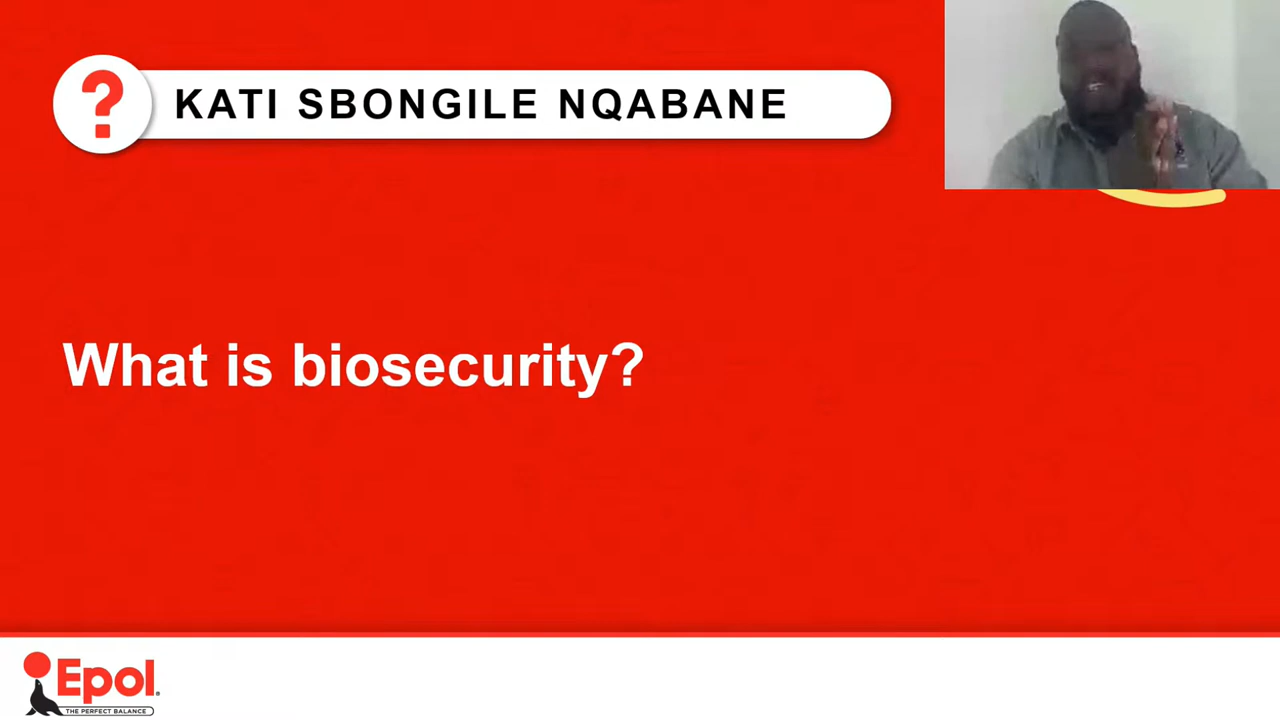 ?
KATI SBONGILE NQABANE
What is biosecurity?
Epol®
THE PERFECT BALANCE